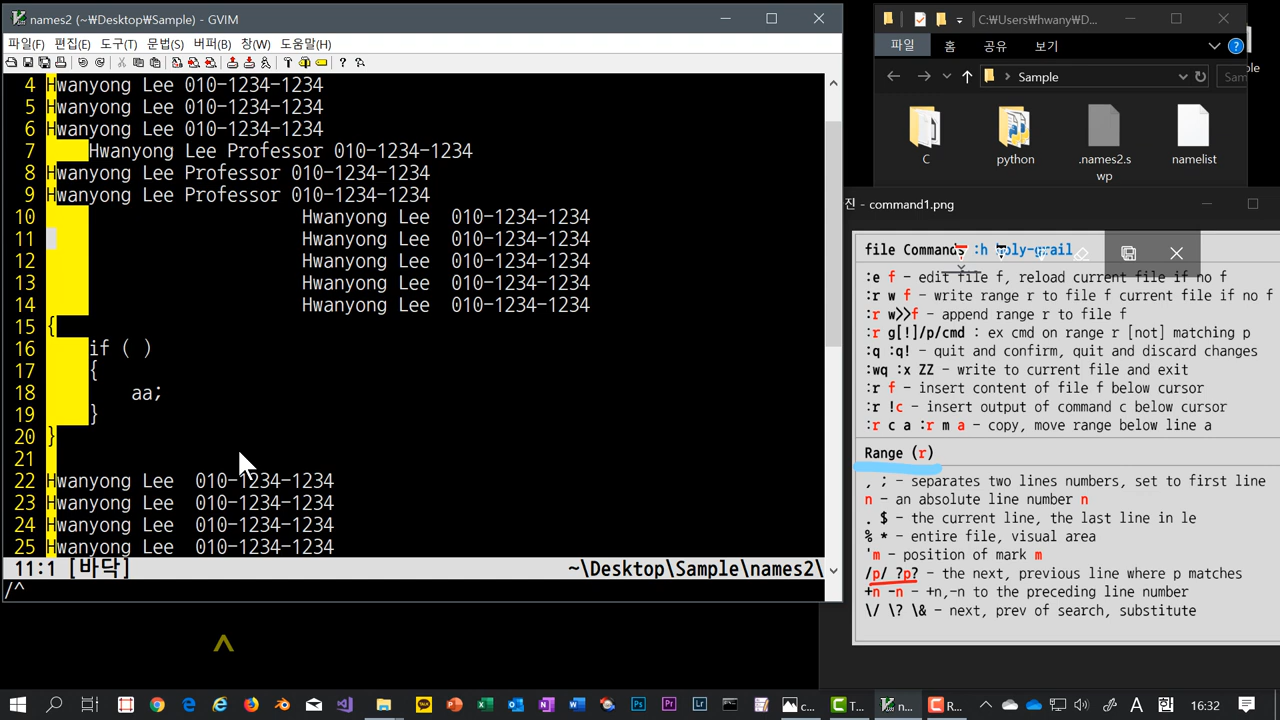 names2 (~₩Desktop₩Sample) - GVIM
파일(F) 편집(E) 도구(T) 문법(S) 버퍼(B) 창(W) 도움말(H)
4 Hwanyong Lee 010-1234-1234
5 Hwanyong Lee 010-1234-1234
6 Hwanyong Lee 010-1234-1234
7 Hwanyong Lee Professor 010-1234-1234
8 Hwanyong Lee Professor 010-1234-1234
9 Hwanyong Lee Professor 010-1234-1234
10 Hwanyong Lee 010-1234-1234
11 Hwanyong Lee 010-1234-1234
12 Hwanyong Lee 010-1234-1234
13 Hwanyong Lee 010-1234-1234
14 Hwanyong Lee 010-1234-1234
15 {
16 if ( )
17 {
18 aa;
19 }
20 }
21
22 Hwanyong Lee 010-1234-1234
23 Hwanyong Lee 010-1234-1234
24 Hwanyong Lee 010-1234-1234
25 Hwanyong Lee 010-1234-1234
11:1 [바닥] ~\Desktop\Sample\names2\
/^
^
C:₩Users₩hwany₩D...
파일 홈 공유 보기
Sample
Sam
C
python
.names2.swp
namelist
진 - command1.png
file Commands :h holy-grail
:e f - edit file f, reload current file if no f
:r w f - write range r to file f current file if no f
:r w>>f - append range r to file f
:r g[!]/p/cmd : ex cmd on range r [not] matching p
:q :q! - quit and confirm, quit and discard changes
:wq :x ZZ - write to current file and exit
:r f - insert content of file f below cursor
:r !c - insert output of command c below cursor
:r c a :r m a - copy, move range below line a
Range (r)
, ; - separates two lines numbers, set to first line
n - an absolute line number n
. $ - the current line, the last line in le
% * - entire file, visual area
'm - position of mark m
/p/ ?p? - the next, previous line where p matches
+n -n - +n,-n to the preceding line number
\/ \? \& - next, prev of search, substitute
c...
T...
n...
R...
A
16:32